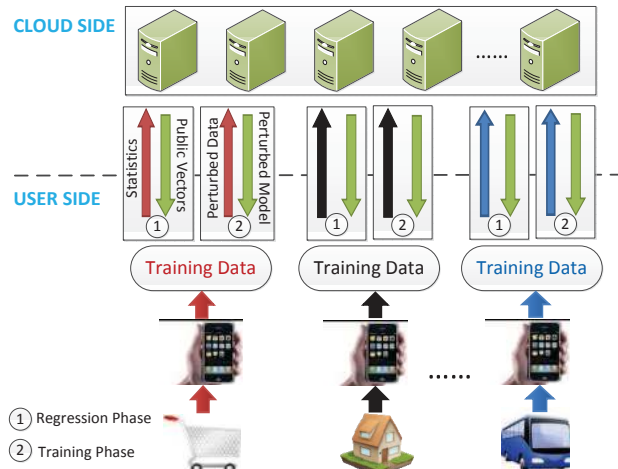 CLOUD SIDE
......
Statistics
Public Vectors
Perturbed Data
Perturbed Model
1
2
1
2
1
2
USER SIDE
Training Data
Training Data
Training Data
......
1 Regression Phase
2 Training Phase